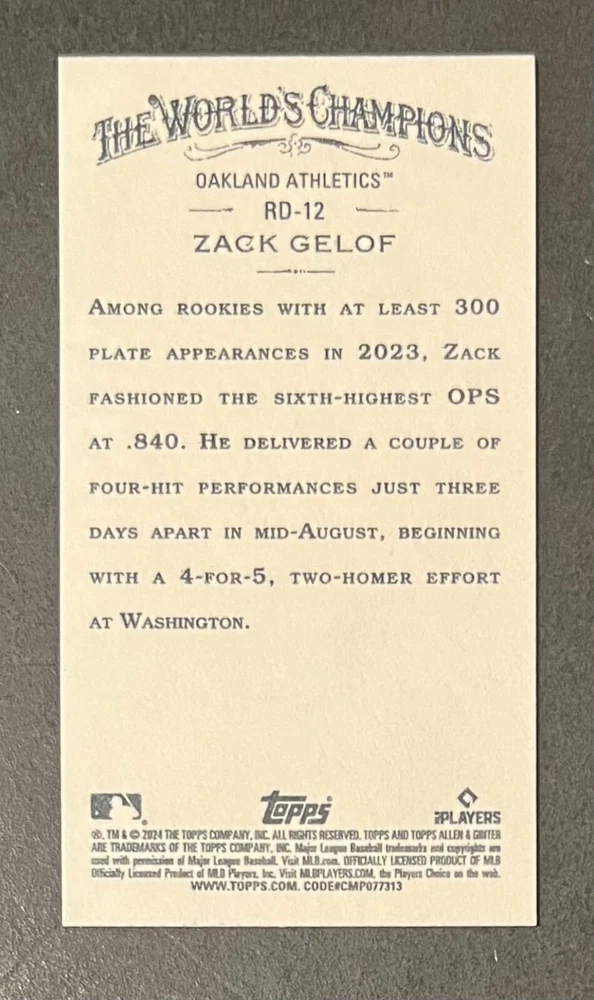 THE WORLD'S CHAMPIONS
OAKLAND ATHLETICS™
RD-12
ZACK GELOF
AMONG ROOKIES WITH AT LEAST 300
PLATE APPEARANCES IN 2023, ZACK
FASHIONED THE SIXTH-HIGHEST OPS
AT .840. HE DELIVERED A COUPLE OF
FOUR-HIT PERFORMANCES JUST THREE
DAYS APART IN MID-AUGUST, BEGINNING
WITH A 4-FOR-5, TWO-HOMER EFFORT
AT WASHINGTON.
Topps
PLAYERS
®, TM & © 2024 THE TOPPS COMPANY, INC. ALL RIGHTS RESERVED. TOPPS AND TOPPS ALLEN & GINTER
ARE TRADEMARKS OF THE TOPPS COMPANY, INC. Major League Baseball trademarks and copyrights are
used with permission of Major League Baseball. Visit MLB.com. OFFICIALLY LICENSED PRODUCT OF MLB
Officially Licensed Product of MLB Players, Inc. Visit MLBPLAYERS.COM, the Players Choice on the web.
WWW.TOPPS.COM. CODE#CMP077313